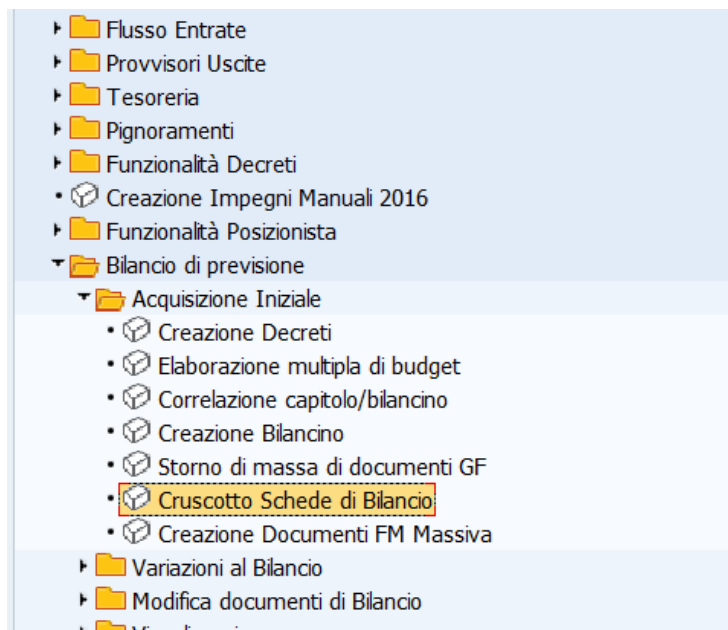 Flusso Entrate
Provvisori Uscite
Tesoreria
Pignoramenti
Funzionalità Decreti
Creazione Impegni Manuali 2016
Funzionalità Posizionista
Bilancio di previsione
Acquisizione Iniziale
Creazione Decreti
Elaborazione multipla di budget
Correlazione capitolo/bilancino
Creazione Bilancino
Storno di massa di documenti GF
Cruscotto Schede di Bilancio
Creazione Documenti FM Massiva
Variazioni al Bilancio
Modifica documenti di Bilancio